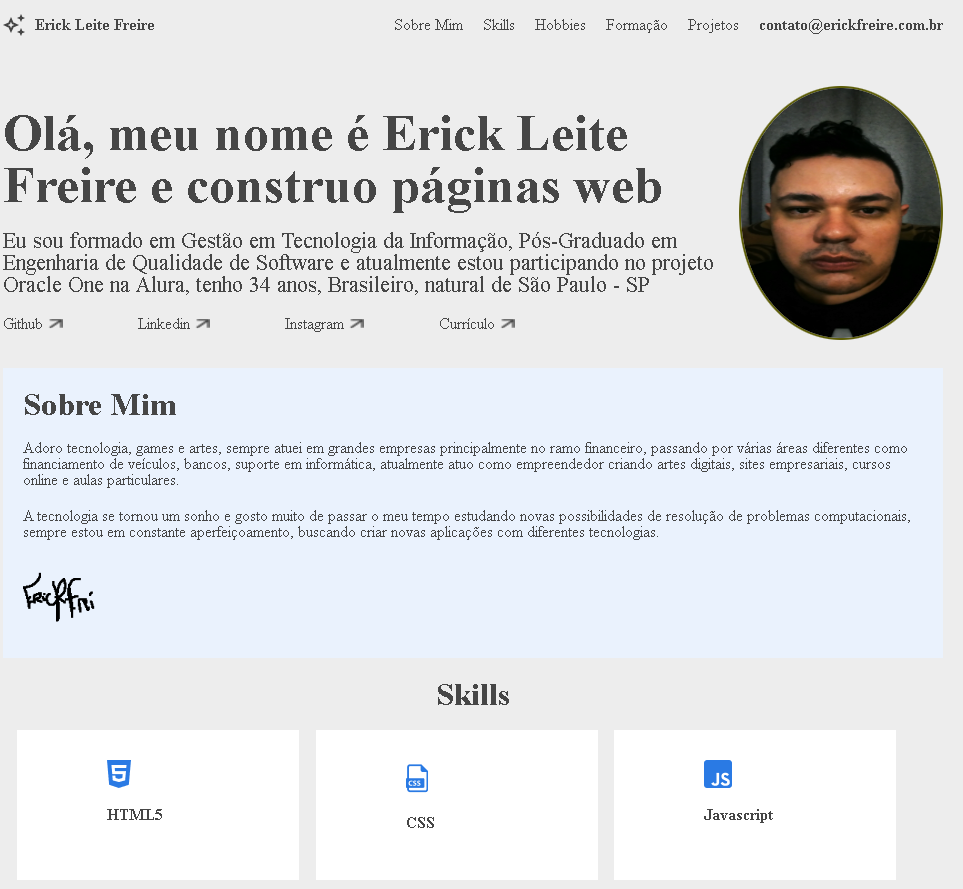 Erick Leite Freire Sobre Mim Skills Hobbies Formação Projetos contato@erickfreire.com.br
Olá, meu nome é Erick Leite
Freire e construo páginas web
Eu sou formado em Gestão em Tecnologia da Informação, Pós-Graduado em
Engenharia de Qualidade de Software e atualmente estou participando no projeto
Oracle One na Alura, tenho 34 anos, Brasileiro, natural de São Paulo - SP
Github Linkedin Instagram Currículo
Sobre Mim
Adoro tecnologia, games e artes, sempre atuei em grandes empresas principalmente no ramo financeiro, passando por várias áreas diferentes como
financiamento de veículos, bancos, suporte em informática, atualmente atuo como empreendedor criando artes digitais, sites empresariais, cursos
online e aulas particulares.
A tecnologia se tornou um sonho e gosto muito de passar o meu tempo estudando novas possibilidades de resolução de problemas computacionais,
sempre estou em constante aperfeiçoamento, buscando criar novas aplicações com diferentes tecnologias.
ErickFri
Skills
5 CSS JS
HTML5 CSS Javascript